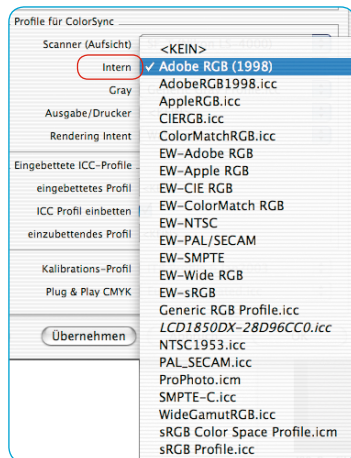 Profile für ColorSync
Scanner (Aufsicht)
Intern
Gray
Ausgabe/Drucker
Rendering Intent
Eingebettete ICC-Profile
eingebettetes Profil
ICC Profil einbetten
einzubettendes Profil
Kalibrations-Profil
Plug & Play CMYK
Übernehmen
<KEIN>
✓ Adobe RGB (1998)
AdobeRGB1998.icc
AppleRGB.icc
CIERGB.icc
ColorMatchRGB.icc
EW-Adobe RGB
EW-Apple RGB
EW-CIE RGB
EW-ColorMatch RGB
EW-NTSC
EW-PAL/SECAM
EW-SMPTE
EW-Wide RGB
EW-sRGB
Generic RGB Profile.icc
LCD1850DX-28D96CC0.icc
NTSC1953.icc
PAL_SECAM.icc
ProPhoto.icm
SMPTE-C.icc
WideGamutRGB.icc
sRGB Color Space Profile.icm
sRGB Profile.icc